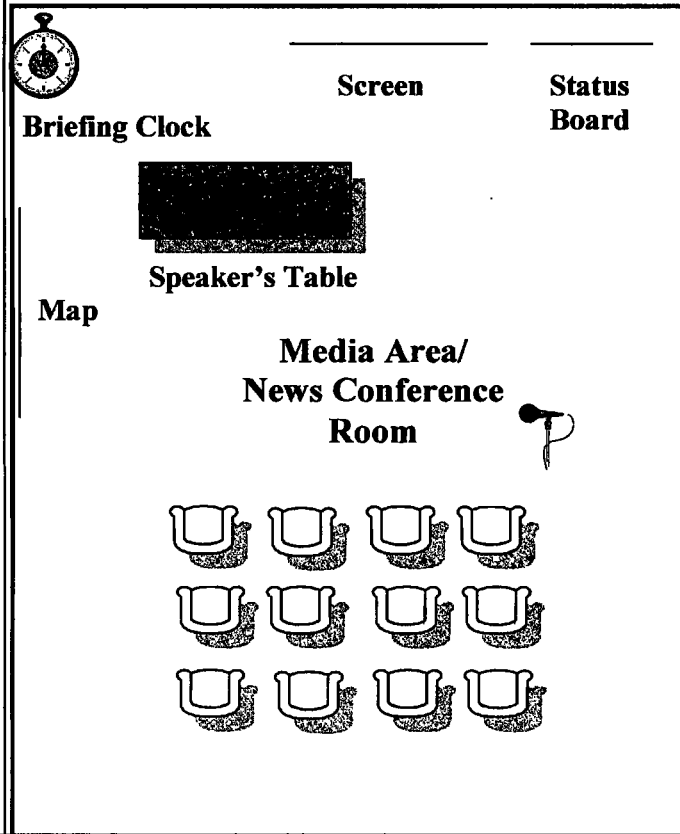 Screen
Status
Board
Briefing Clock
Speaker's Table
Map
Media Area/
News Conference
Room